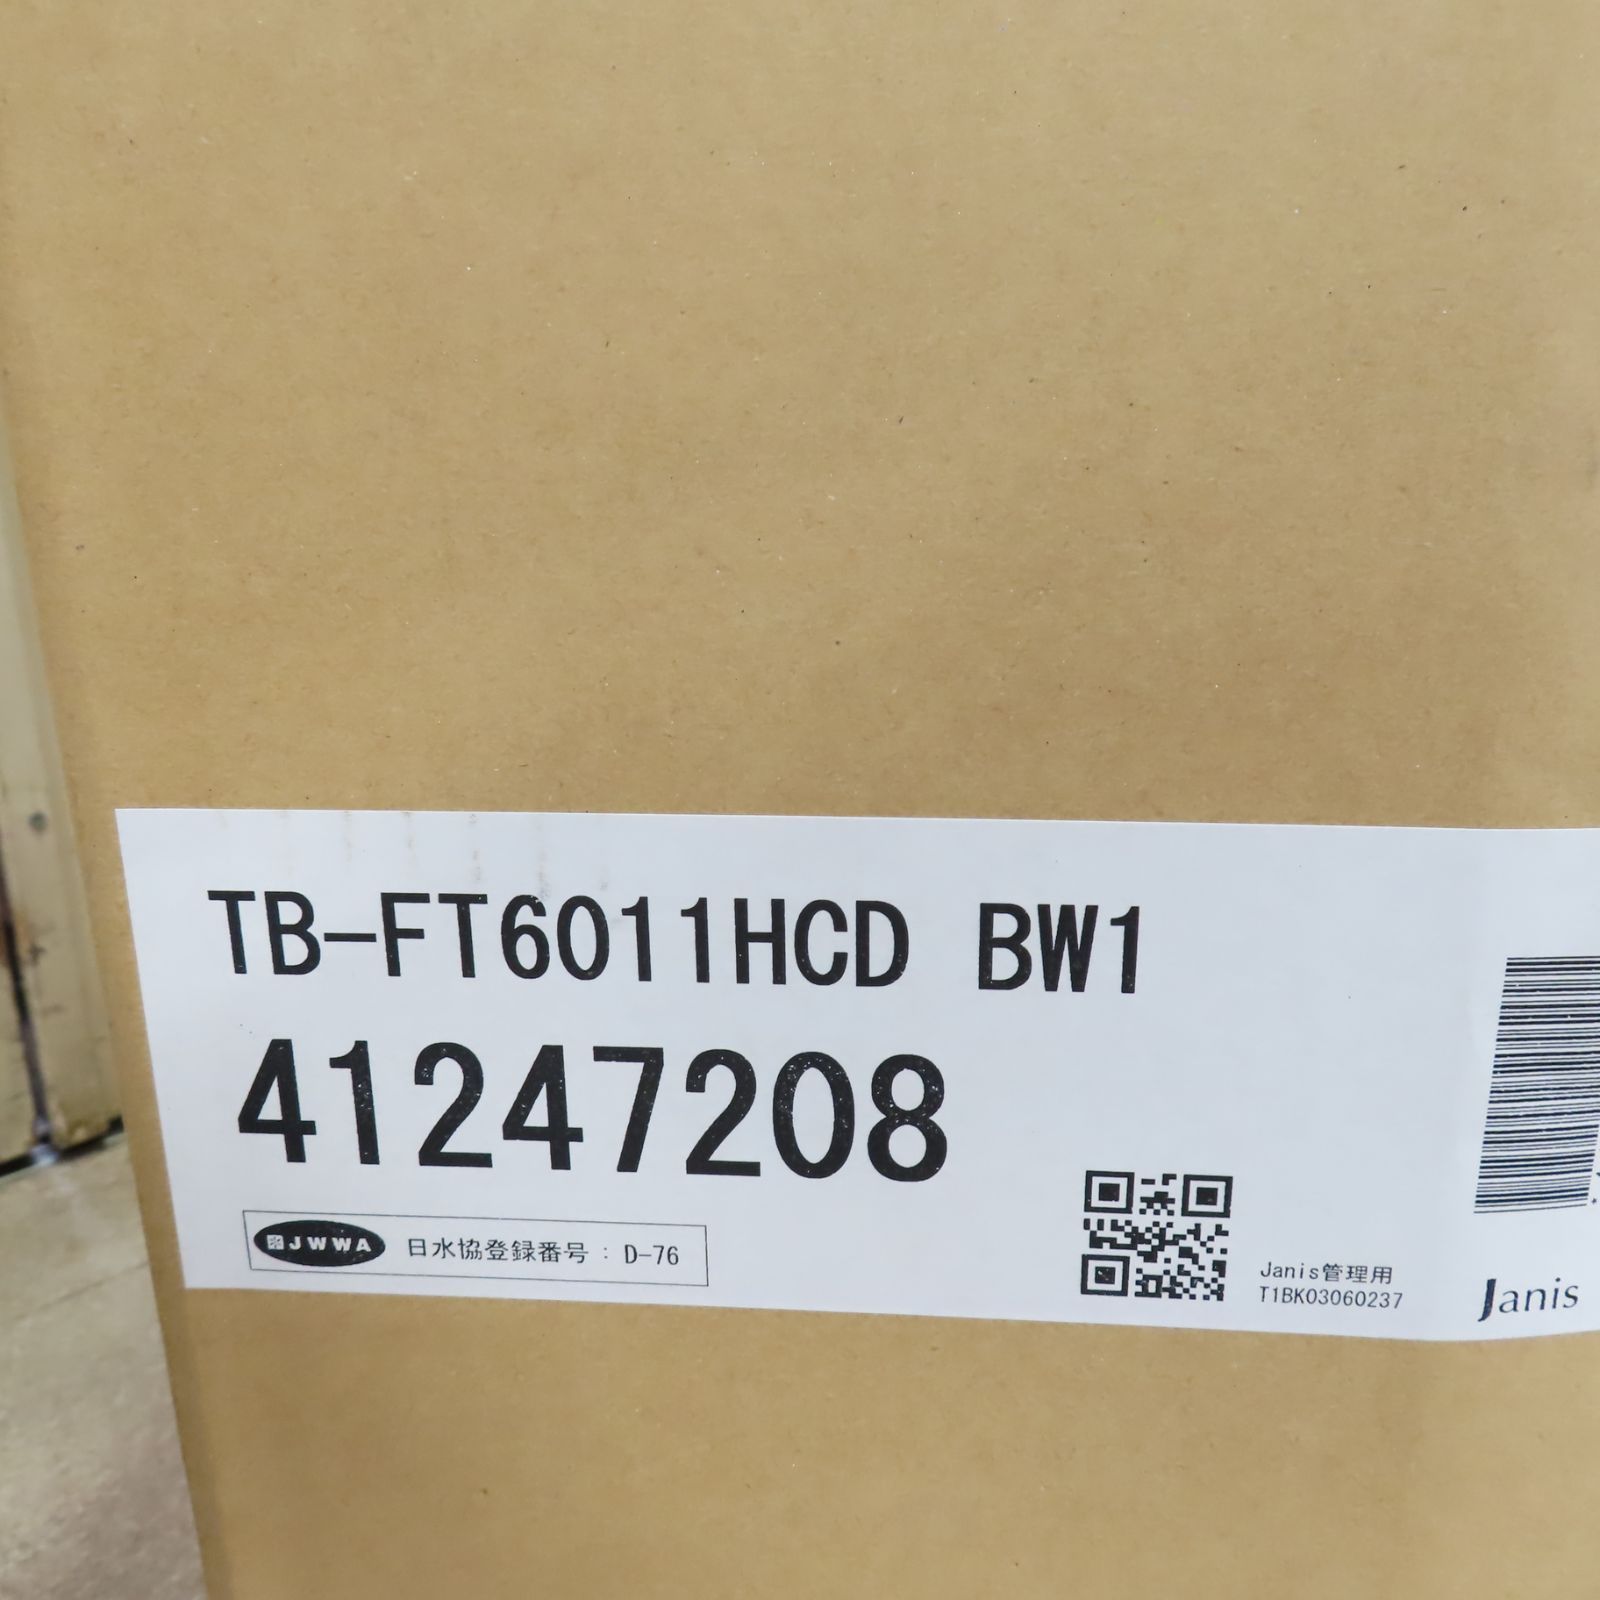 TB-FT6011HCD BW1
41247208
JWWA 日水協登録番号：D-76
Janis管理用
T1BK03060237
Janis